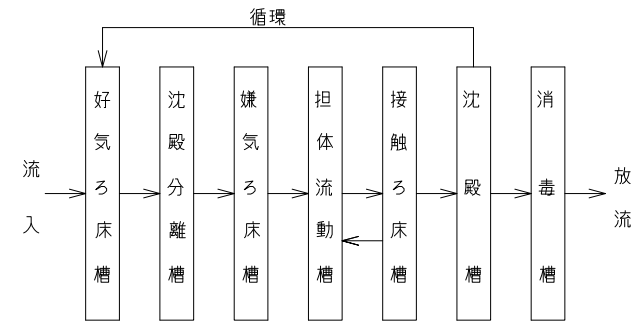 循環
流入
好気ろ床槽
沈殿分離槽
嫌気ろ床槽
担体流動槽
接触ろ床槽
沈殿槽
消毒槽
放流